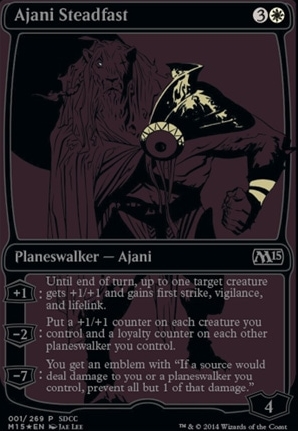 Ajani Steadfast 3
Planeswalker — Ajani M15
+1: Until end of turn, up to one target creature
gets +1/+1 and gains first strike, vigilance,
and lifelink.
-2: Put a +1/+1 counter on each creature you
control and a loyalty counter on each other
planeswalker you control.
-7: You get an emblem with “If a source would
deal damage to you or a planeswalker you
control, prevent all but 1 of that damage.”
4
001/269 P SDCC
M15★EN Jae Lee
™ & © 2014 Wizards of the Coast